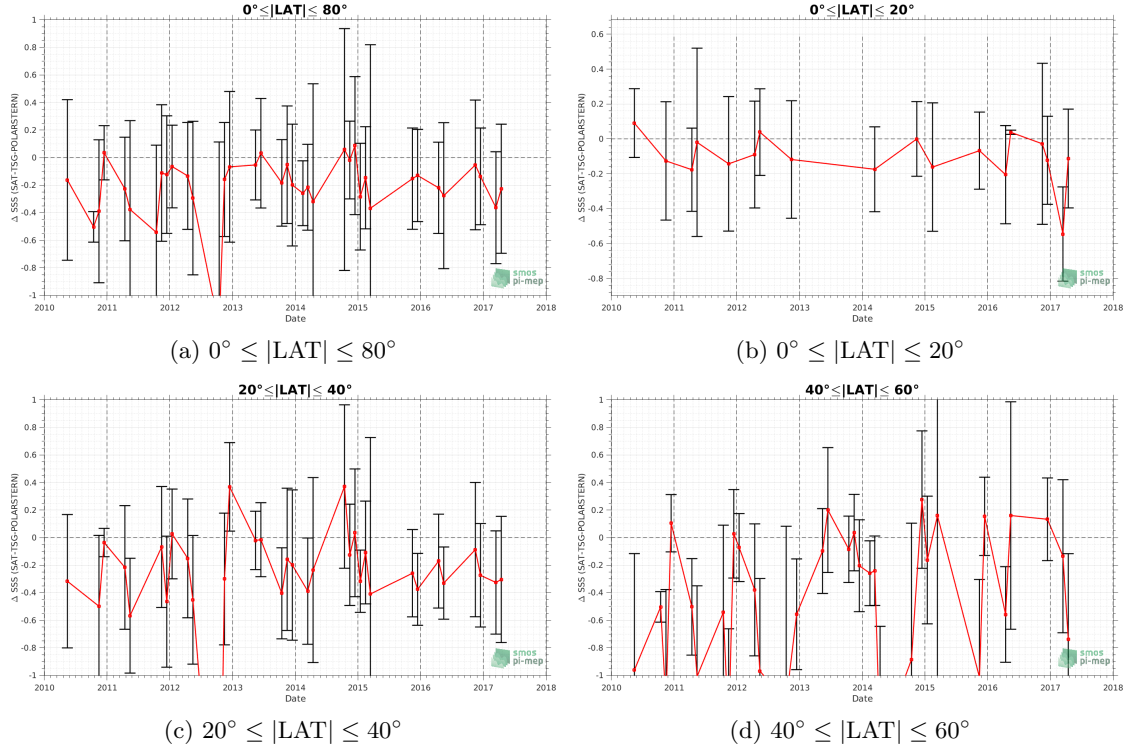 0°≤|LAT|≤ 80°
Δ SSS (SAT-TSG-POLARSTERN)
1
0.8
0.6
0.4
0.2
0
-0.2
-0.4
-0.6
-0.8
-1
2010 2011 2012 2013 2014 2015 2016 2017 2018
Date
smos
pi-mep
(a) 0° ≤ |LAT| ≤ 80°
0°≤|LAT|≤ 20°
Δ SSS (SAT-TSG-POLARSTERN)
0.6
0.4
0.2
0
-0.2
-0.4
-0.6
-0.8
2010 2011 2012 2013 2014 2015 2016 2017 2018
Date
smos
pi-mep
(b) 0° ≤ |LAT| ≤ 20°
20°≤|LAT|≤ 40°
Δ SSS (SAT-TSG-POLARSTERN)
1
0.8
0.6
0.4
0.2
0
-0.2
-0.4
-0.6
-0.8
-1
2010 2011 2012 2013 2014 2015 2016 2017 2018
Date
smos
pi-mep
(c) 20° ≤ |LAT| ≤ 40°
40°≤|LAT|≤ 60°
Δ SSS (SAT-TSG-POLARSTERN)
1
0.8
0.6
0.4
0.2
0
-0.2
-0.4
-0.6
-0.8
-1
2010 2011 2012 2013 2014 2015 2016 2017 2018
Date
smos
pi-mep
(d) 40° ≤ |LAT| ≤ 60°